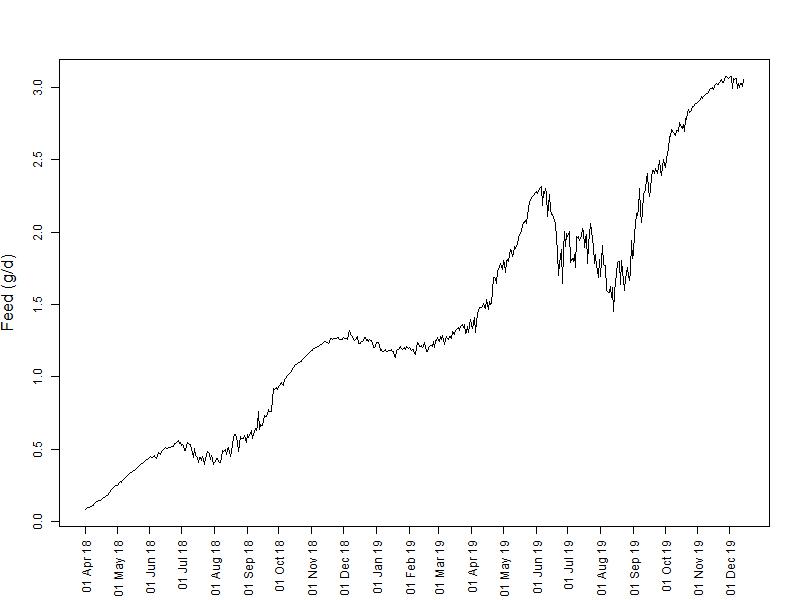 Feed (g/d)
3.0
2.5
2.0
1.5
1.0
0.5
0.0
01 Apr 18
01 May 18
01 Jun 18
01 Jul 18
01 Aug 18
01 Sep 18
01 Oct 18
01 Nov 18
01 Dec 18
01 Jan 19
01 Feb 19
01 Mar 19
01 Apr 19
01 May 19
01 Jun 19
01 Jul 19
01 Aug 19
01 Sep 19
01 Oct 19
01 Nov 19
01 Dec 19